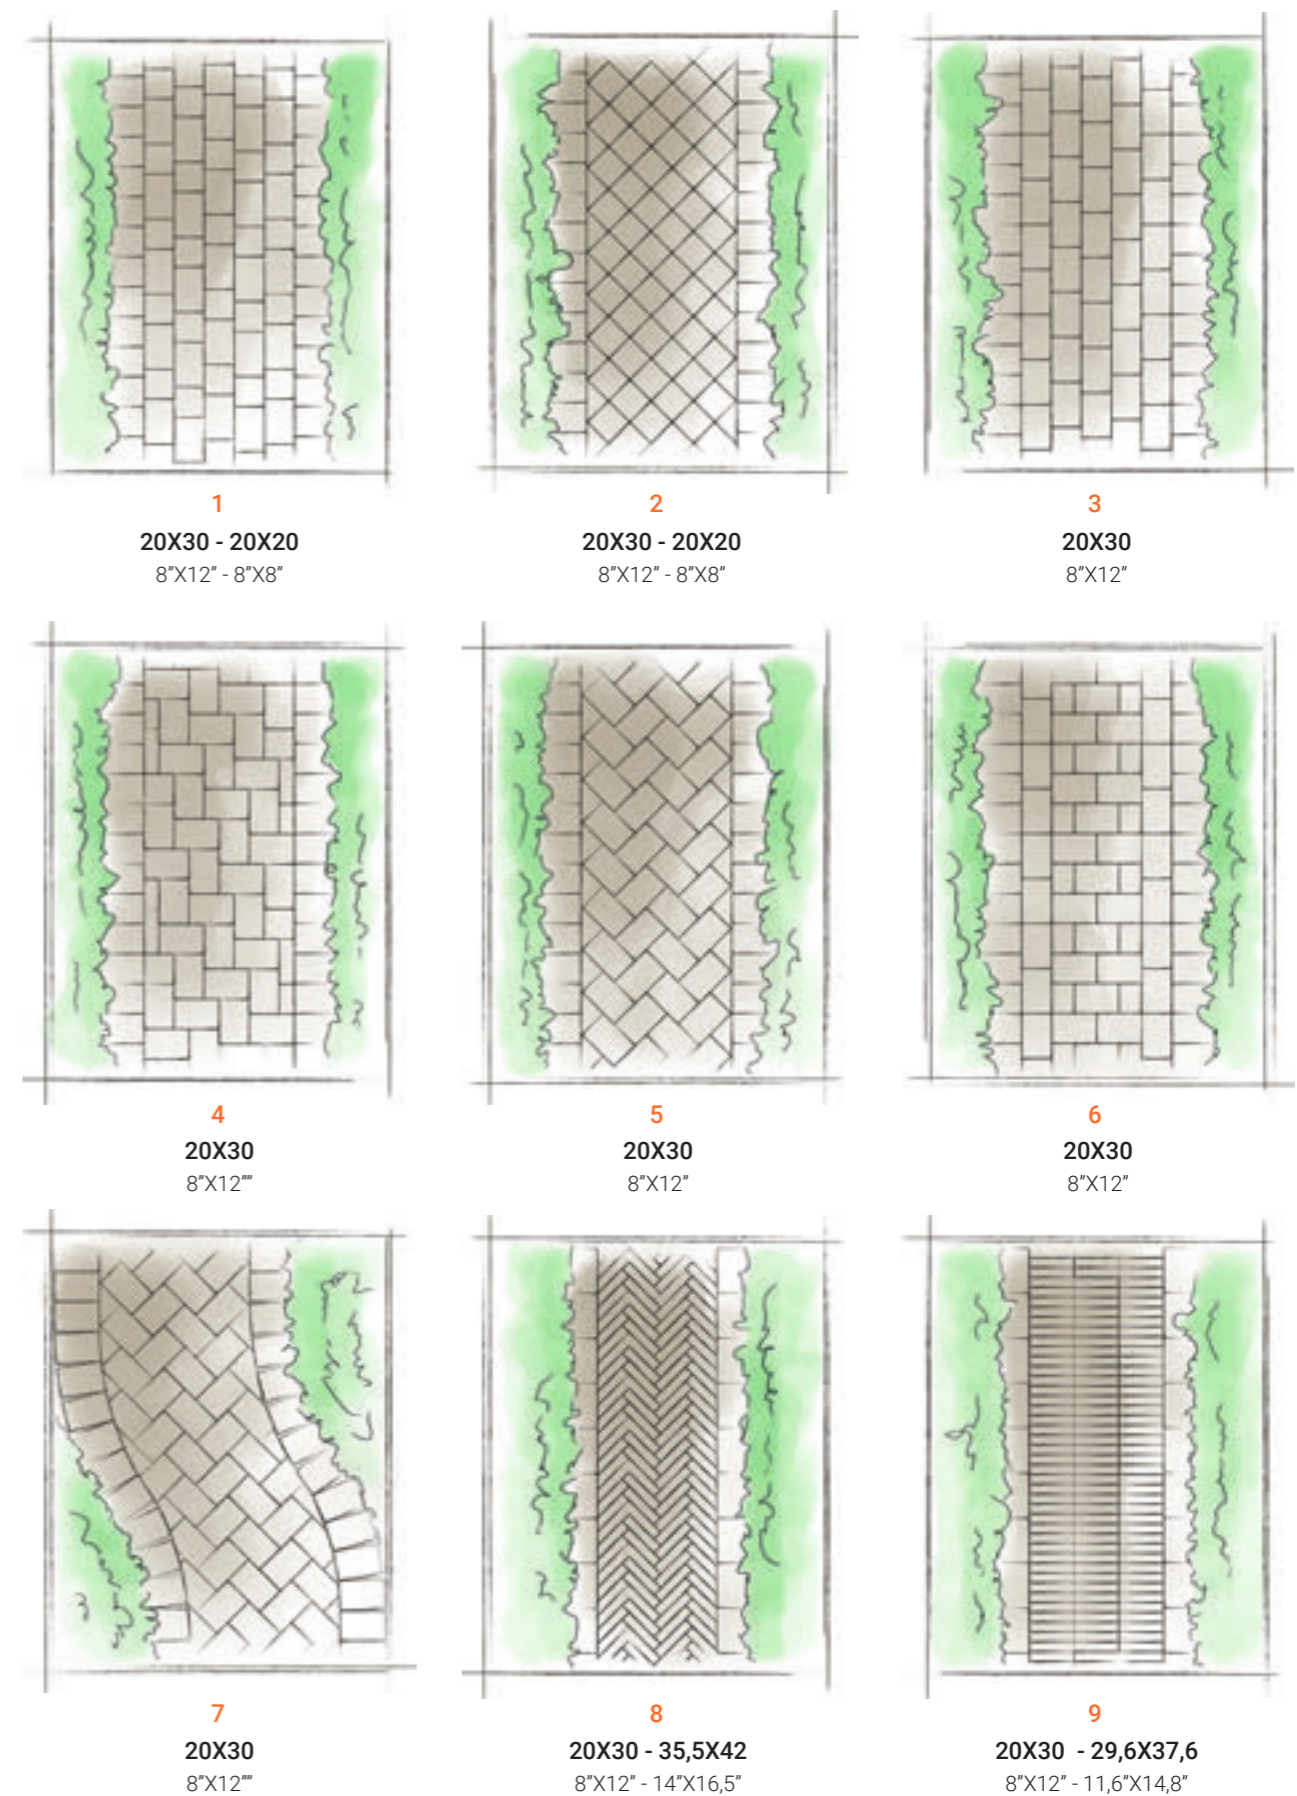 1
20X30 - 20X20
8”X12” - 8”X8”
2
20X30 - 20X20
8”X12” - 8”X8”
3
20X30
8”X12”
4
20X30
8”X12””
5
20X30
8”X12”
6
20X30
8”X12”
7
20X30
8”X12””
8
20X30 - 35,5X42
8”X12” - 14”X16,5”
9
20X30 - 29,6X37,6
8”X12” - 11,6”X14,8”